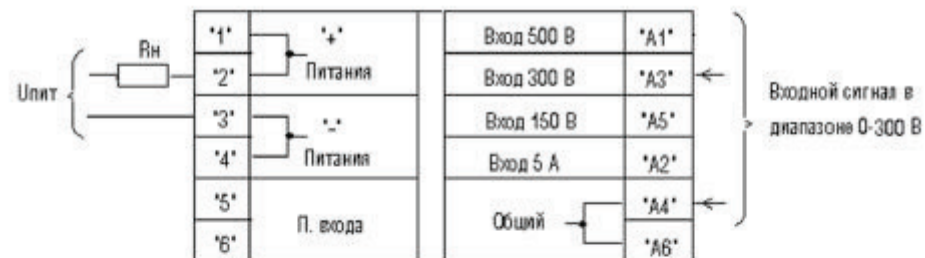 "1" "+" Вход 500 В "A1"
Rн
"2" Питания Вход 300 В "A3"
Uпит
Входной сигнал в
"3" "-" Вход 150 В "A5"
диапазоне 0-300 В
"4" Питания Вход 5 А "A2"
"5" "A4"
П. входа Общий
"6" "A6"